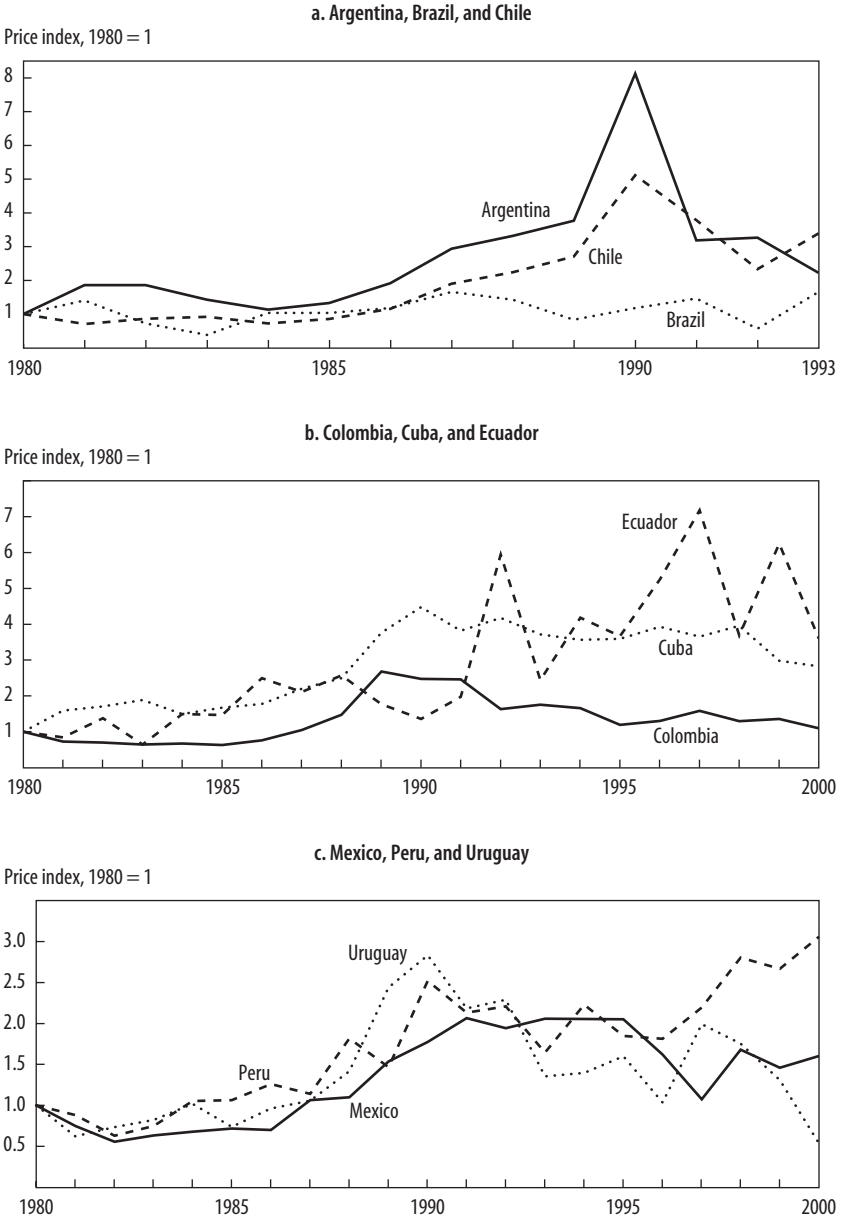 a. Argentina, Brazil, and Chile
Price index, 1980 = 1
8
7
6
5
4
3
2
1
Argentina
Chile
Brazil
1980 1985 1990 1993
b. Colombia, Cuba, and Ecuador
Price index, 1980 = 1
7
6
5
4
3
2
1
Ecuador
Cuba
Colombia
1980 1985 1990 1995 2000
c. Mexico, Peru, and Uruguay
Price index, 1980 = 1
3.0
2.5
2.0
1.5
1.0
0.5
Uruguay
Peru
Mexico
1980 1985 1990 1995 2000